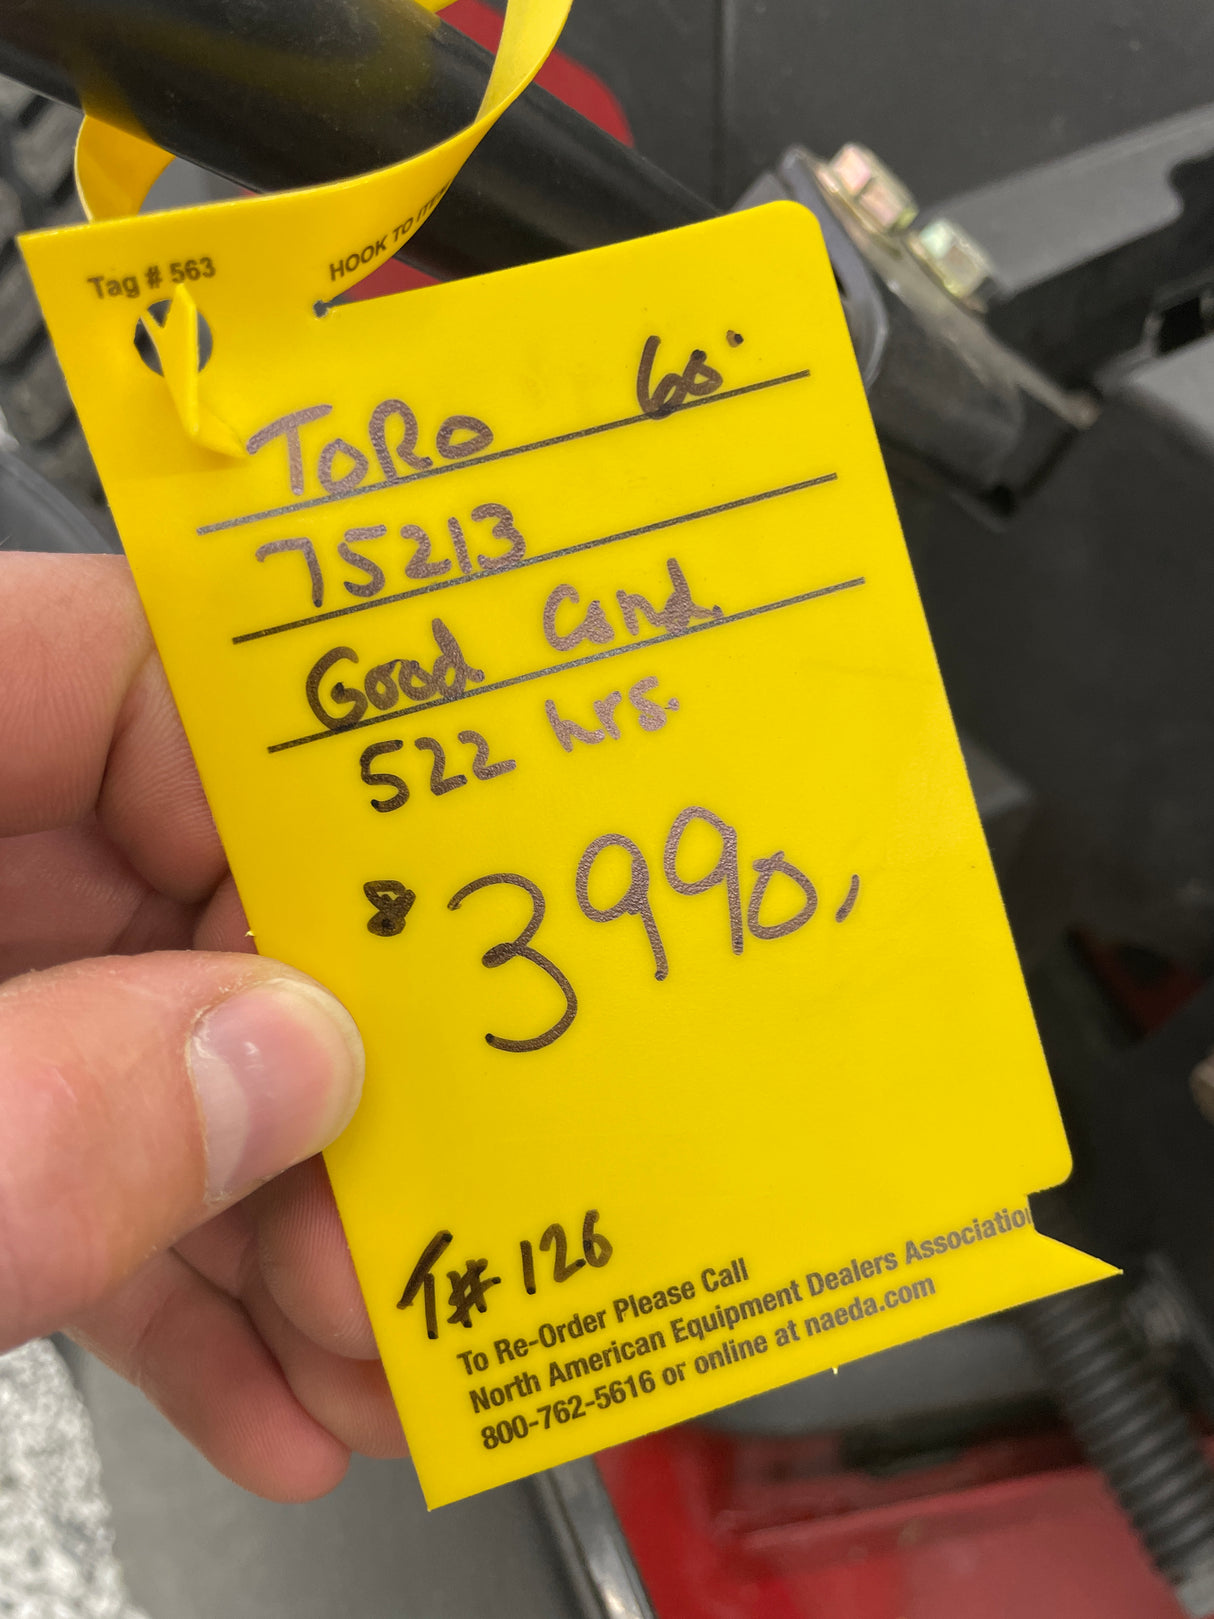 Tag # 563
HOOK TO ITE
TORO 60"
75213
Good Cond.
522 hrs.
$3990,
T# 126
To Re-Order Please Call
North American Equipment Dealers Association
800-762-5616 or online at naeda.com